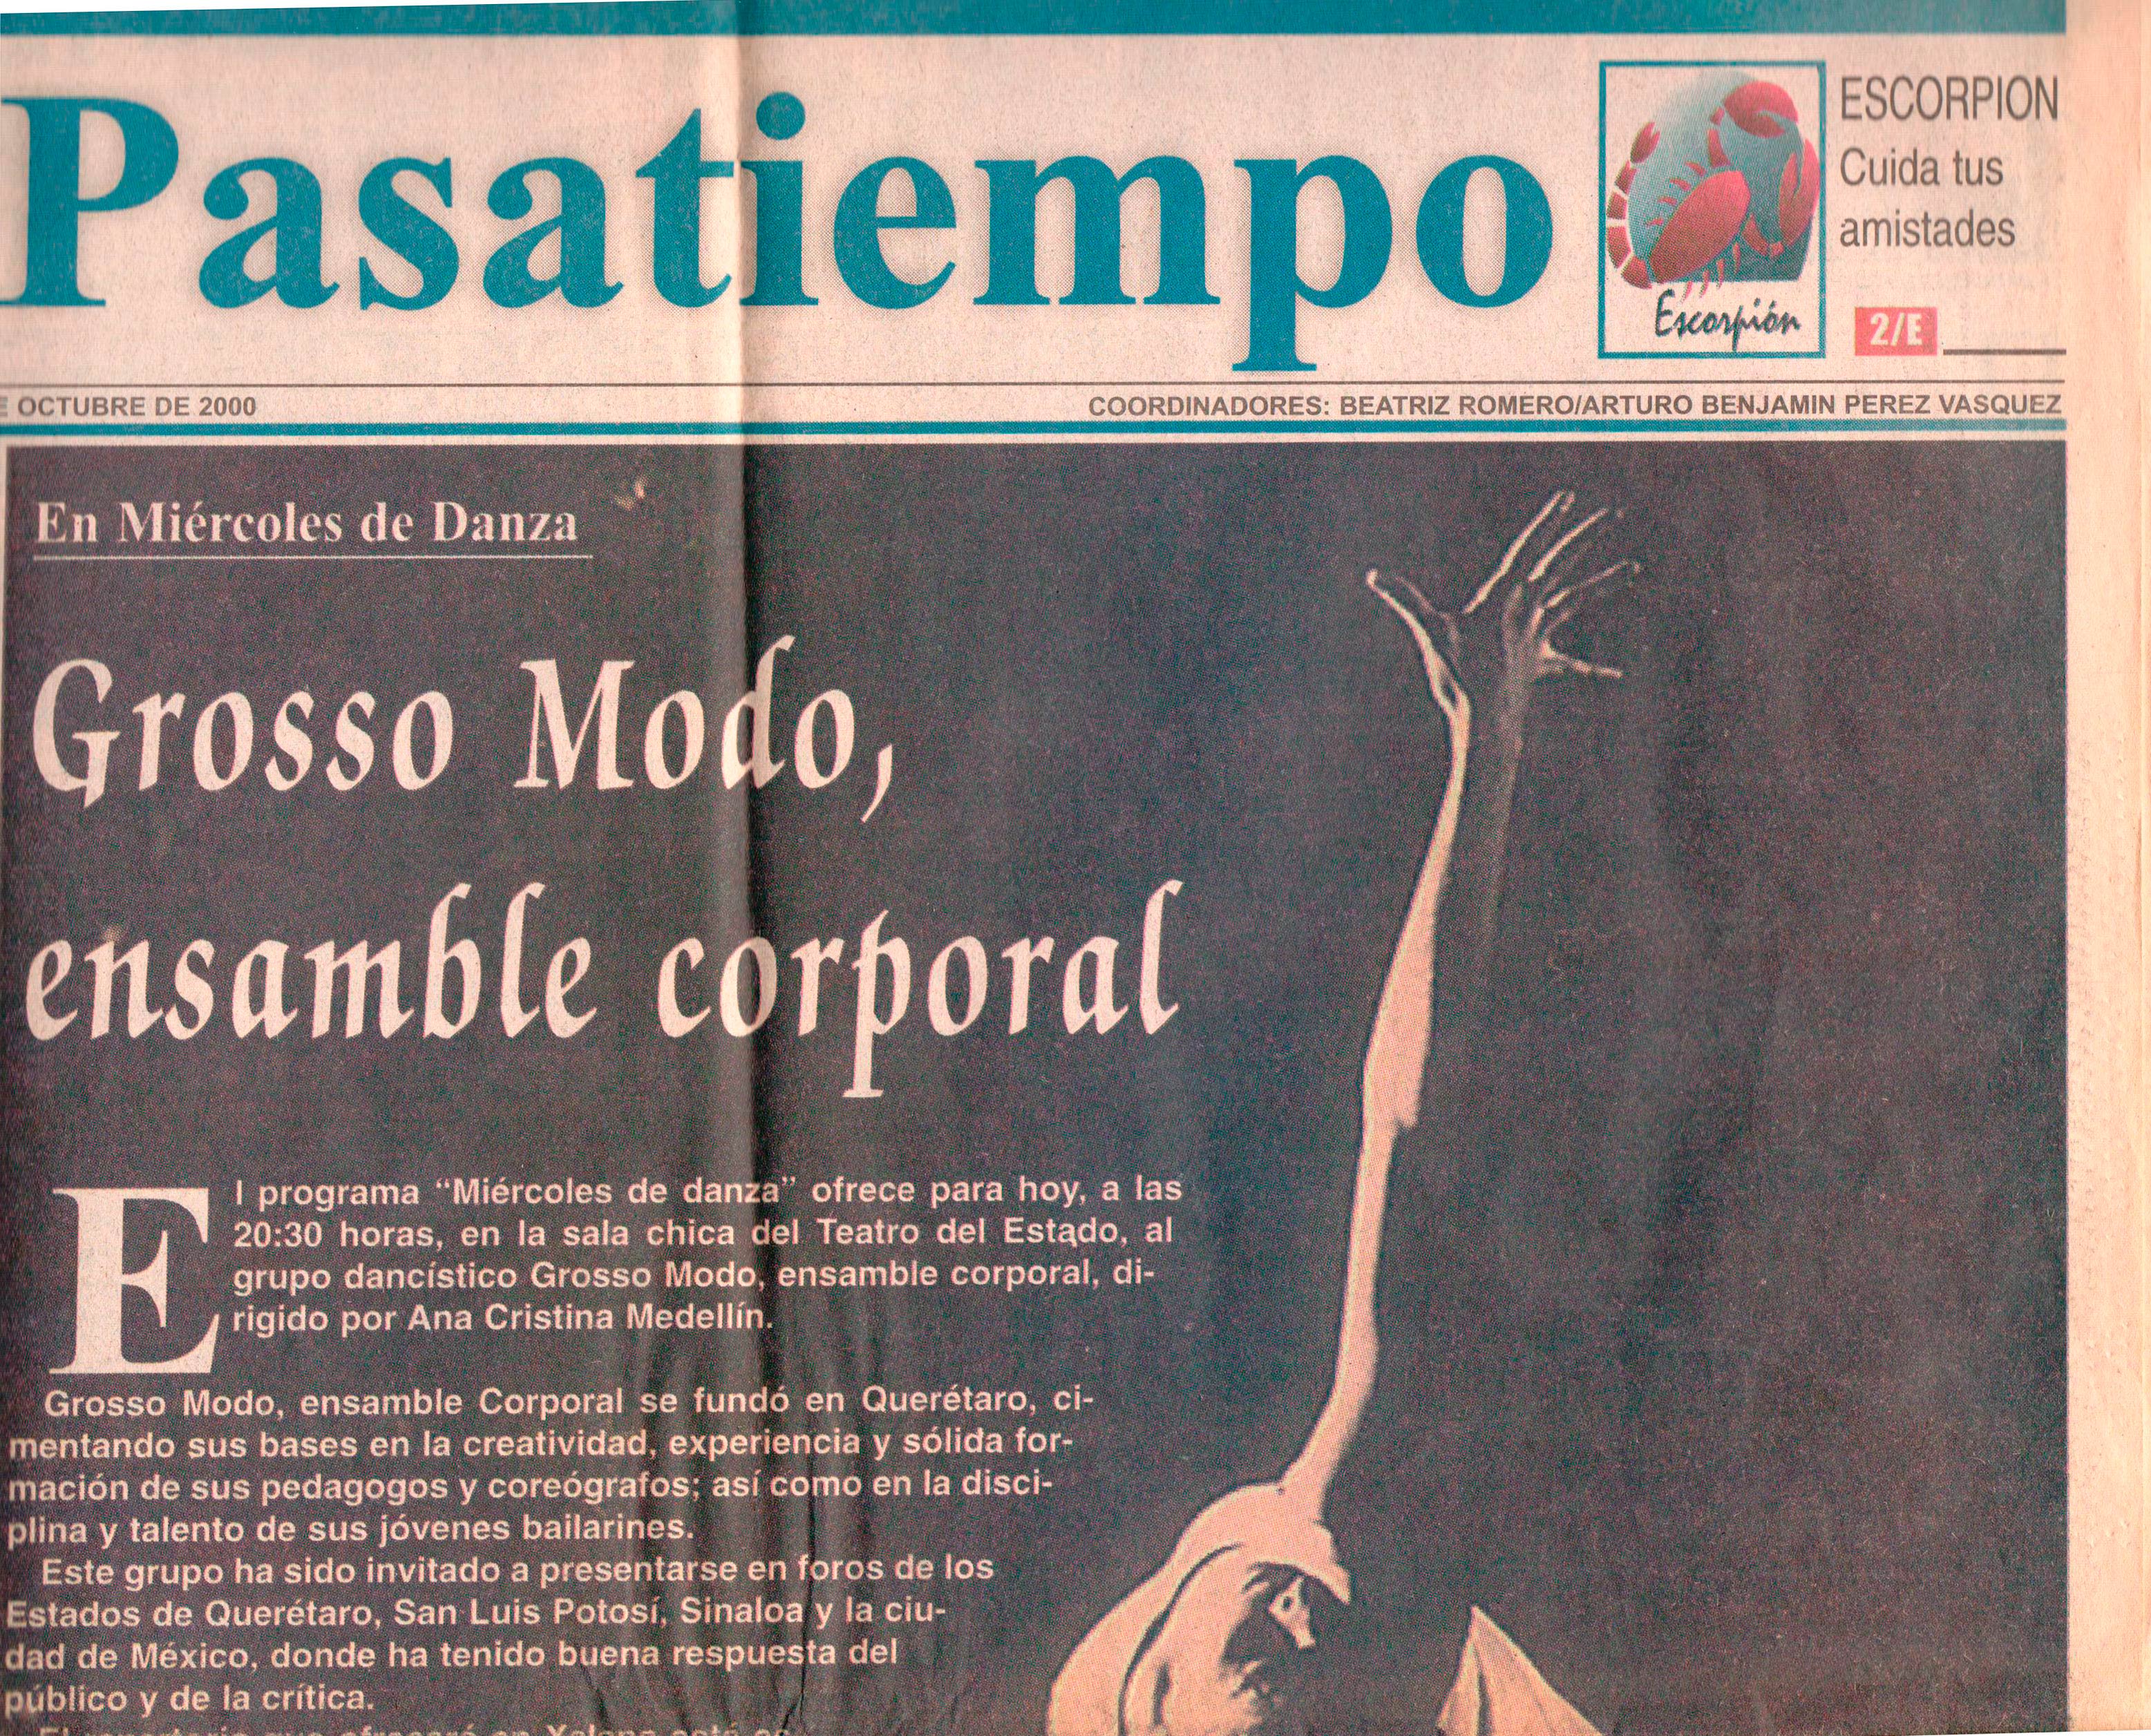 Pasatiempo
ESCORPION
Cuida tus
amistades
Escorpión
2/E
OCTUBRE DE 2000
COORDINADORES: BEATRIZ ROMERO/ARTURO BENJAMIN PEREZ VASQUEZ
En Miércoles de Danza
Grosso Modo,
ensamble corporal
El programa “Miércoles de danza” ofrece para hoy, a las
20:30 horas, en la sala chica del Teatro del Estado, al
grupo dancístico Grosso Modo, ensamble corporal, di-
rigido por Ana Cristina Medellín.
Grosso Modo, ensamble Corporal se fundó en Querétaro, ci-
mentando sus bases en la creatividad, experiencia y sólida for-
mación de sus pedagogos y coreógrafos; así como en la disci-
plina y talento de sus jóvenes bailarines.
Este grupo ha sido invitado a presentarse en foros de los
Estados de Querétaro, San Luis Potosí, Sinaloa y la ciu-
dad de México, donde ha tenido buena respuesta del
público y de la crítica.